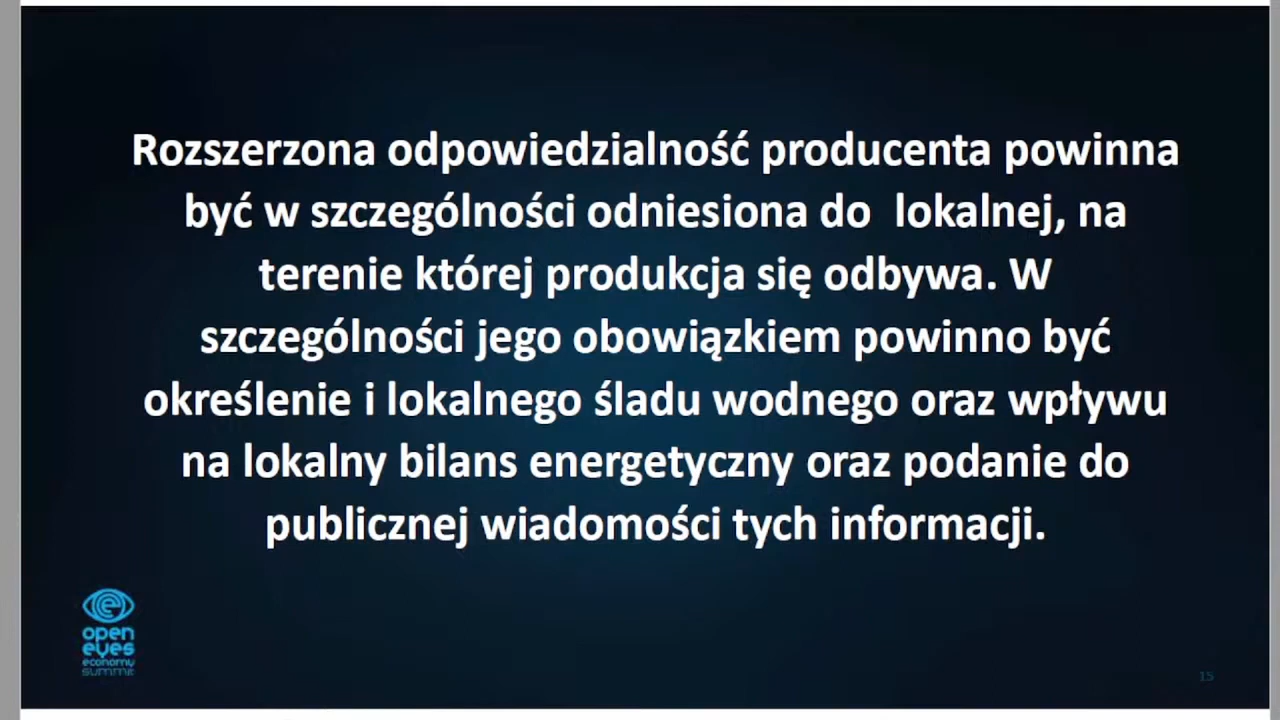 Rozszerzona odpowiedzialność producenta powinna
być w szczególności odniesiona do  lokalnej, na
terenie której produkcja się odbywa. W
szczególności jego obowiązkiem powinno być
określenie i lokalnego śladu wodnego oraz wpływu
na lokalny bilans energetyczny oraz podanie do
publicznej wiadomości tych informacji.
open
eyes
economy
summit
15